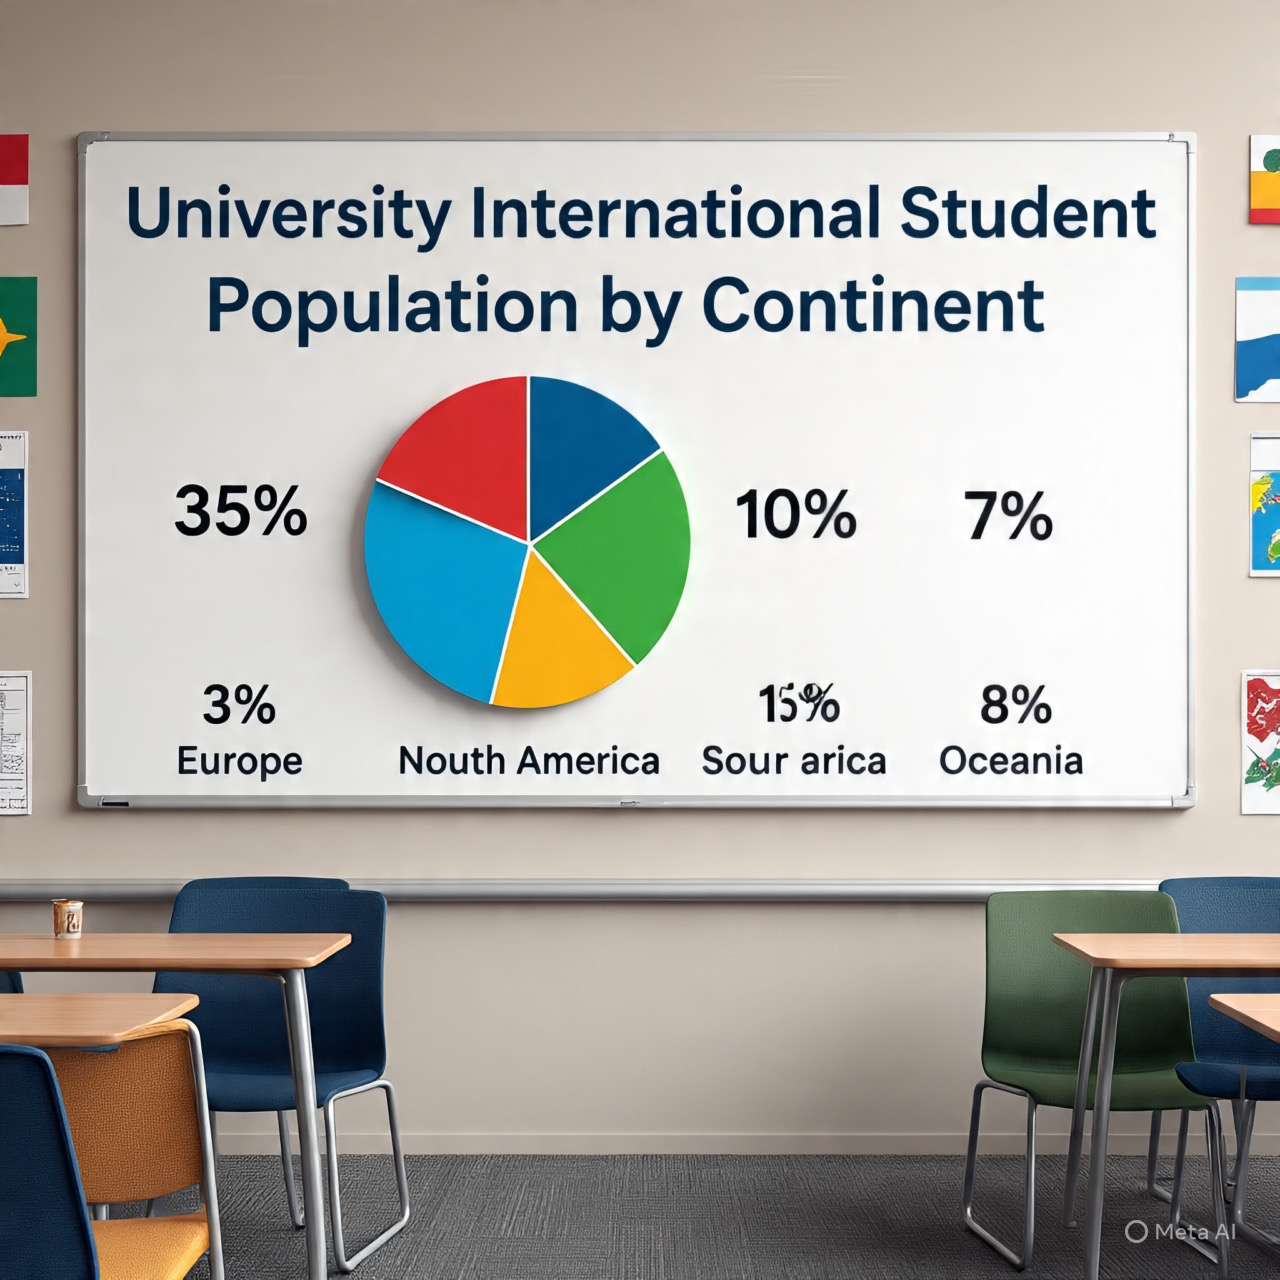 University International Student
Population by Continent
35%
10%
7%
3%
8%
Europe
Nouth America
Sour arica
Oceania
Meta AI